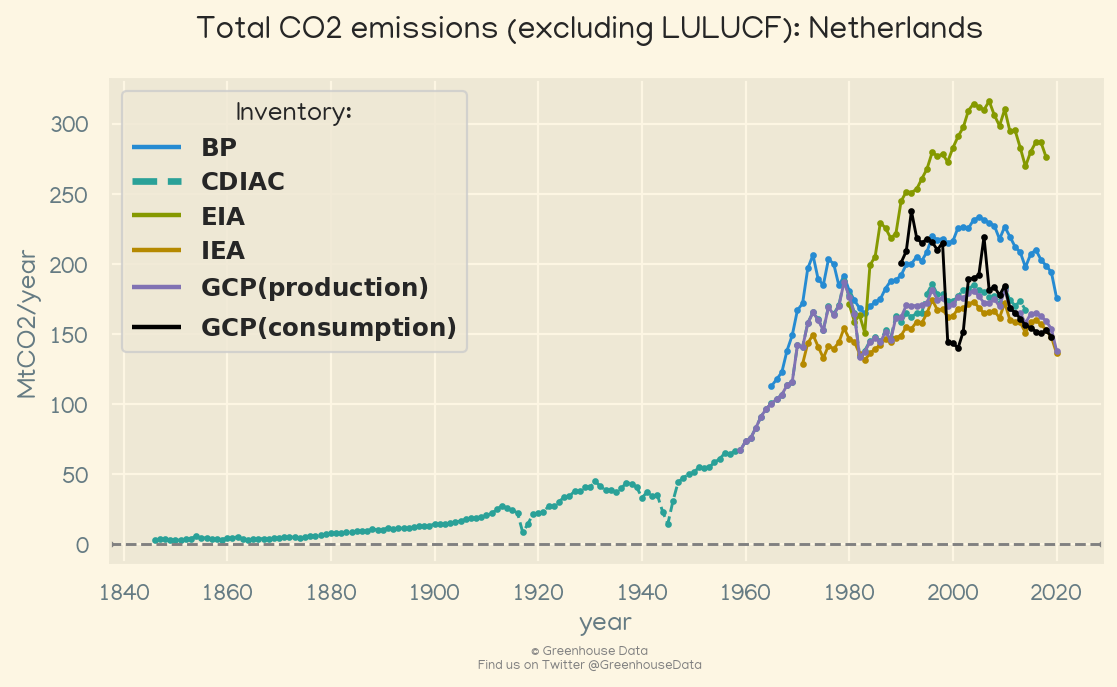 Total CO2 emissions (excluding LULUCF): Netherlands
Inventory:
BP
CDIAC
EIA
IEA
GCP(production)
GCP(consumption)
MtCO2/year
300
250
200
150
100
50
0
1840 1860 1880 1900 1920 1940 1960 1980 2000 2020
year
© Greenhouse Data
Find us on Twitter @GreenhouseData